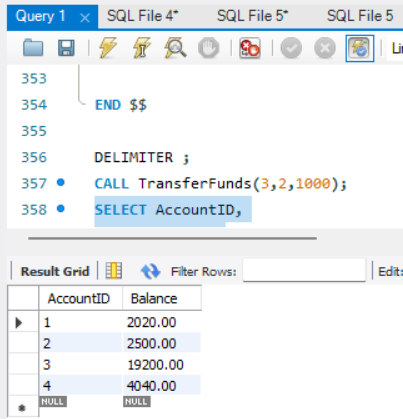 Query 1 × SQL File 4* SQL File 5* SQL File 5
353
354 END $$
355
356 DELIMITER ;
357 CALL TransferFunds(3,2,1000);
358 SELECT AccountID,
Result Grid Filter Rows: Edit:
AccountID Balance
1 2020.00
2 2500.00
3 19200.00
4 4040.00
NULL NULL